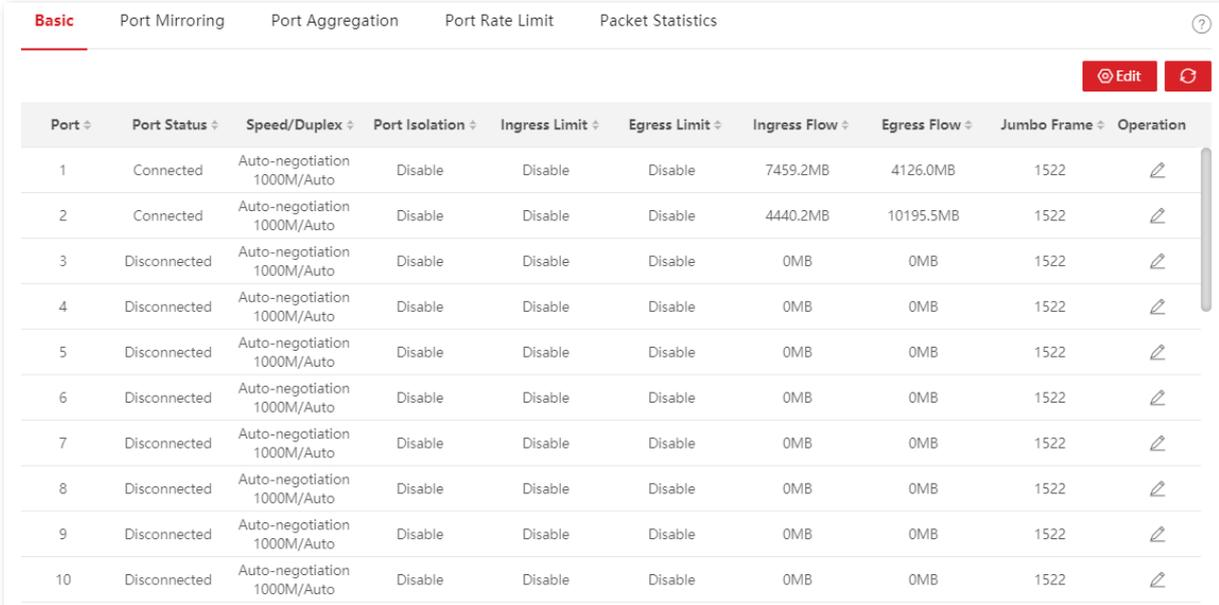 Basic Port Mirroring Port Aggregation Port Rate Limit Packet Statistics ?
Edit
Port Port Status Speed/Duplex Port Isolation Ingress Limit Egress Limit Ingress Flow Egress Flow Jumbo Frame Operation
1 Connected Auto-negotiation 1000M/Auto Disable Disable Disable 7459.2MB 4126.0MB 1522
2 Connected Auto-negotiation 1000M/Auto Disable Disable Disable 4440.2MB 10195.5MB 1522
3 Disconnected Auto-negotiation 1000M/Auto Disable Disable Disable 0MB 0MB 1522
4 Disconnected Auto-negotiation 1000M/Auto Disable Disable Disable 0MB 0MB 1522
5 Disconnected Auto-negotiation 1000M/Auto Disable Disable Disable 0MB 0MB 1522
6 Disconnected Auto-negotiation 1000M/Auto Disable Disable Disable 0MB 0MB 1522
7 Disconnected Auto-negotiation 1000M/Auto Disable Disable Disable 0MB 0MB 1522
8 Disconnected Auto-negotiation 1000M/Auto Disable Disable Disable 0MB 0MB 1522
9 Disconnected Auto-negotiation 1000M/Auto Disable Disable Disable 0MB 0MB 1522
10 Disconnected Auto-negotiation 1000M/Auto Disable Disable Disable 0MB 0MB 1522